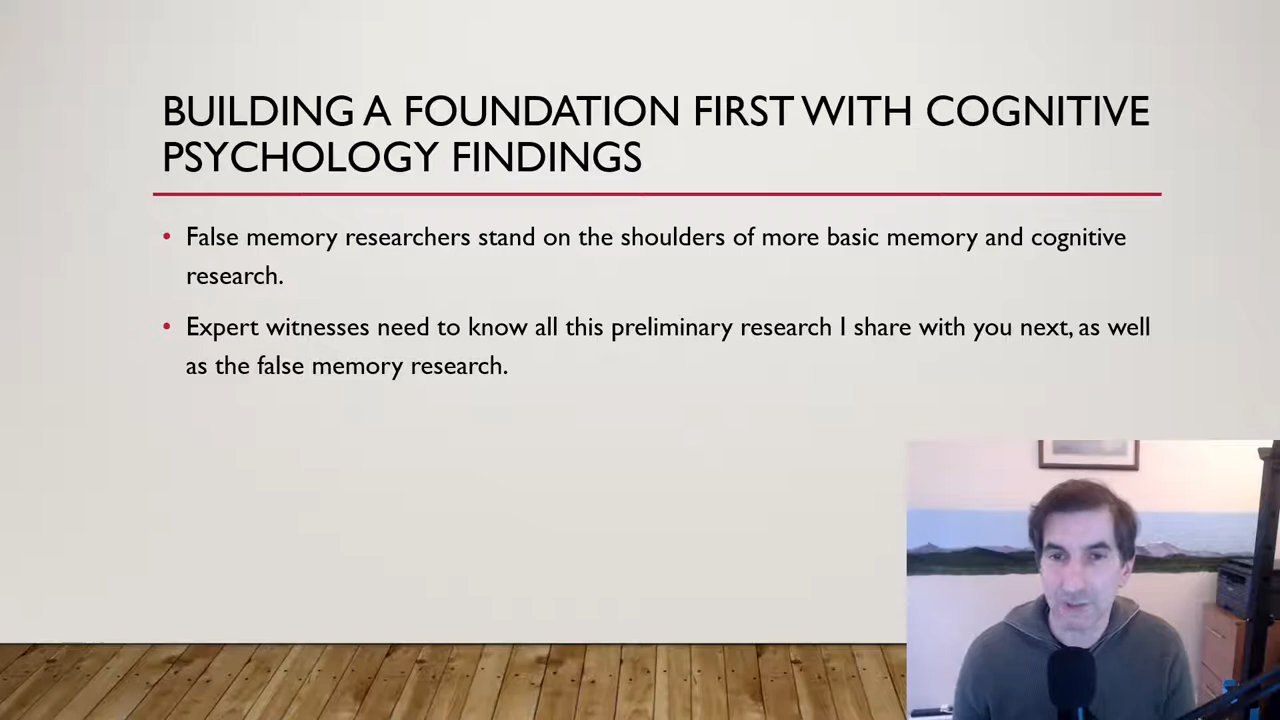 BUILDING A FOUNDATION FIRST WITH COGNITIVE
PSYCHOLOGY FINDINGS
• False memory researchers stand on the shoulders of more basic memory and cognitive
research.
• Expert witnesses need to know all this preliminary research I share with you next, as well
as the false memory research.